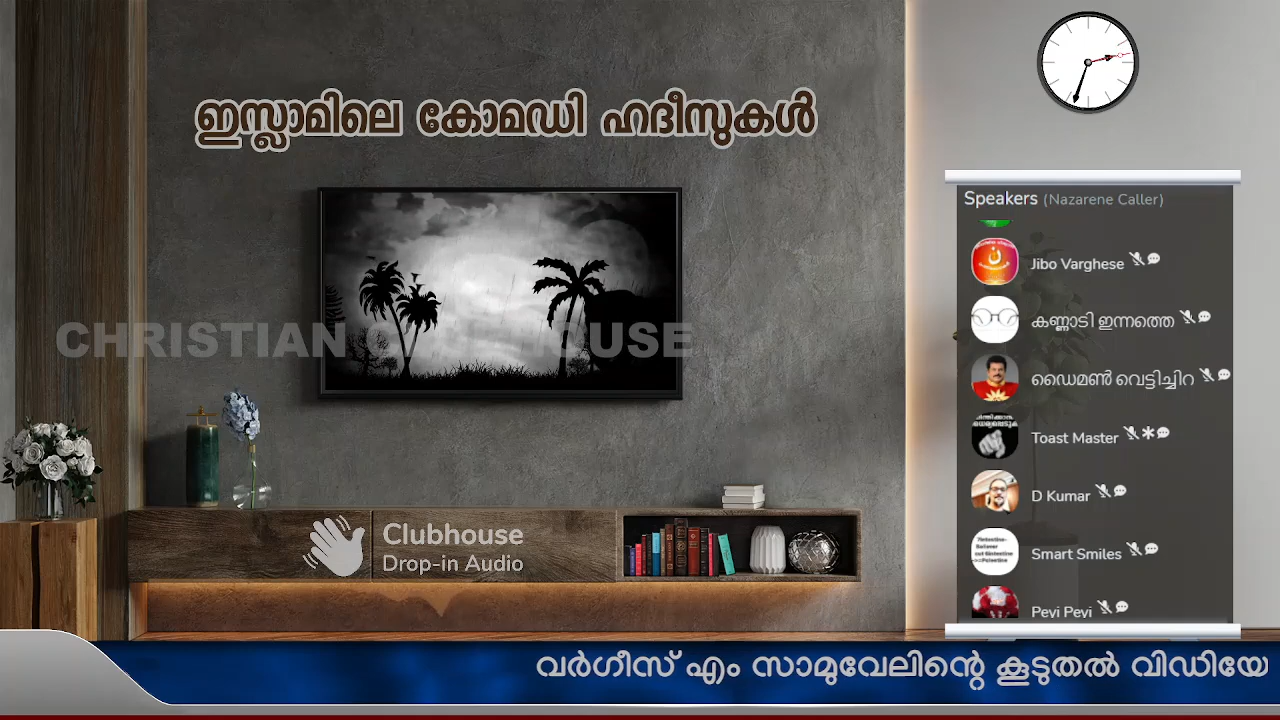 ഇസ്ലാമിലെ കോമഡി ഹദീസുകൾ
CHRISTIAN CLUBHOUSE
Clubhouse
Drop-in Audio
Speakers (Nazarene Caller)
Jibo Varghese
കണ്ണാടി ഇന്നത്തെ
ഡൈമൺ വെട്ടിച്ചിറ
Toast Master
D Kumar
Smart Smiles
Pevi Pevi
വർഗീസ് എം സാമുവേലിന്റെ കൂടുതൽ വിഡിയേ